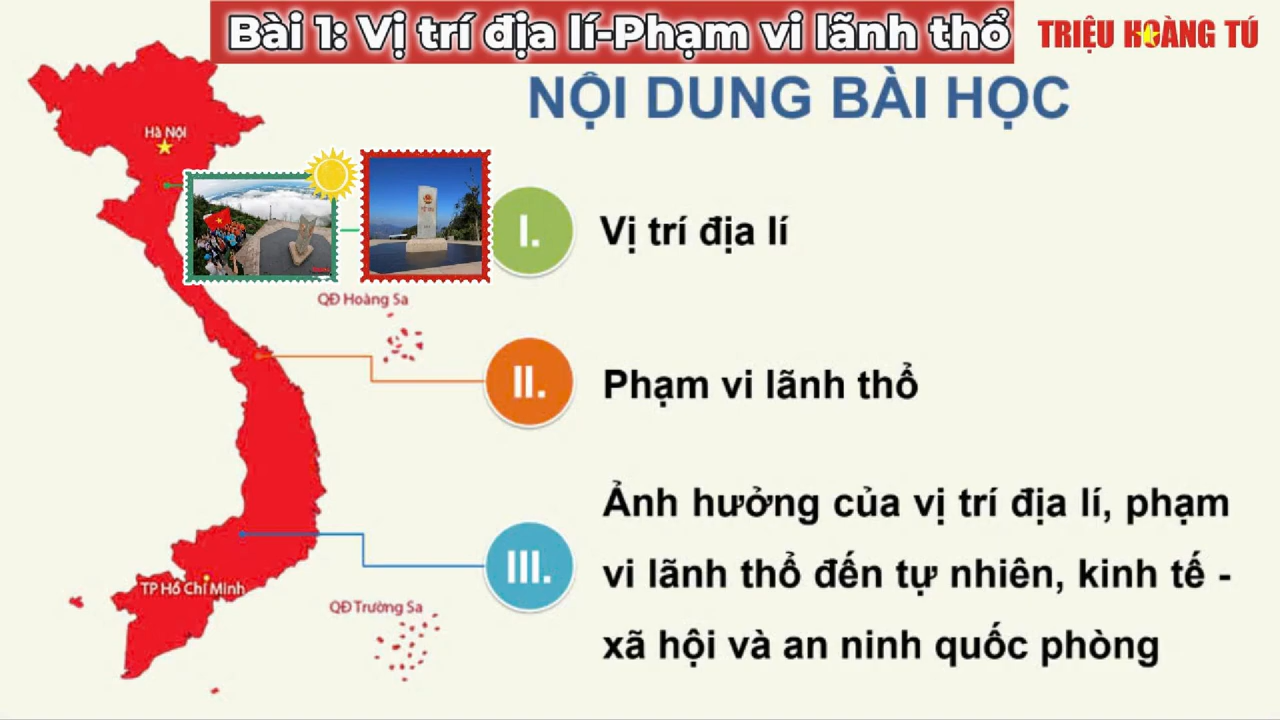 Bài 1: Vị trí địa lí-Phạm vi lãnh thổ
TRIỆU HOÀNG TÚ
NỘI DUNG BÀI HỌC
Hà Nội
I.
Vị trí địa lí
QĐ Hoàng Sa
II.
Phạm vi lãnh thổ
III.
Ảnh hưởng của vị trí địa lí, phạm
vi lãnh thổ đến tự nhiên, kinh tế -
xã hội và an ninh quốc phòng
TP Hồ Chí Minh
QĐ Trường Sa